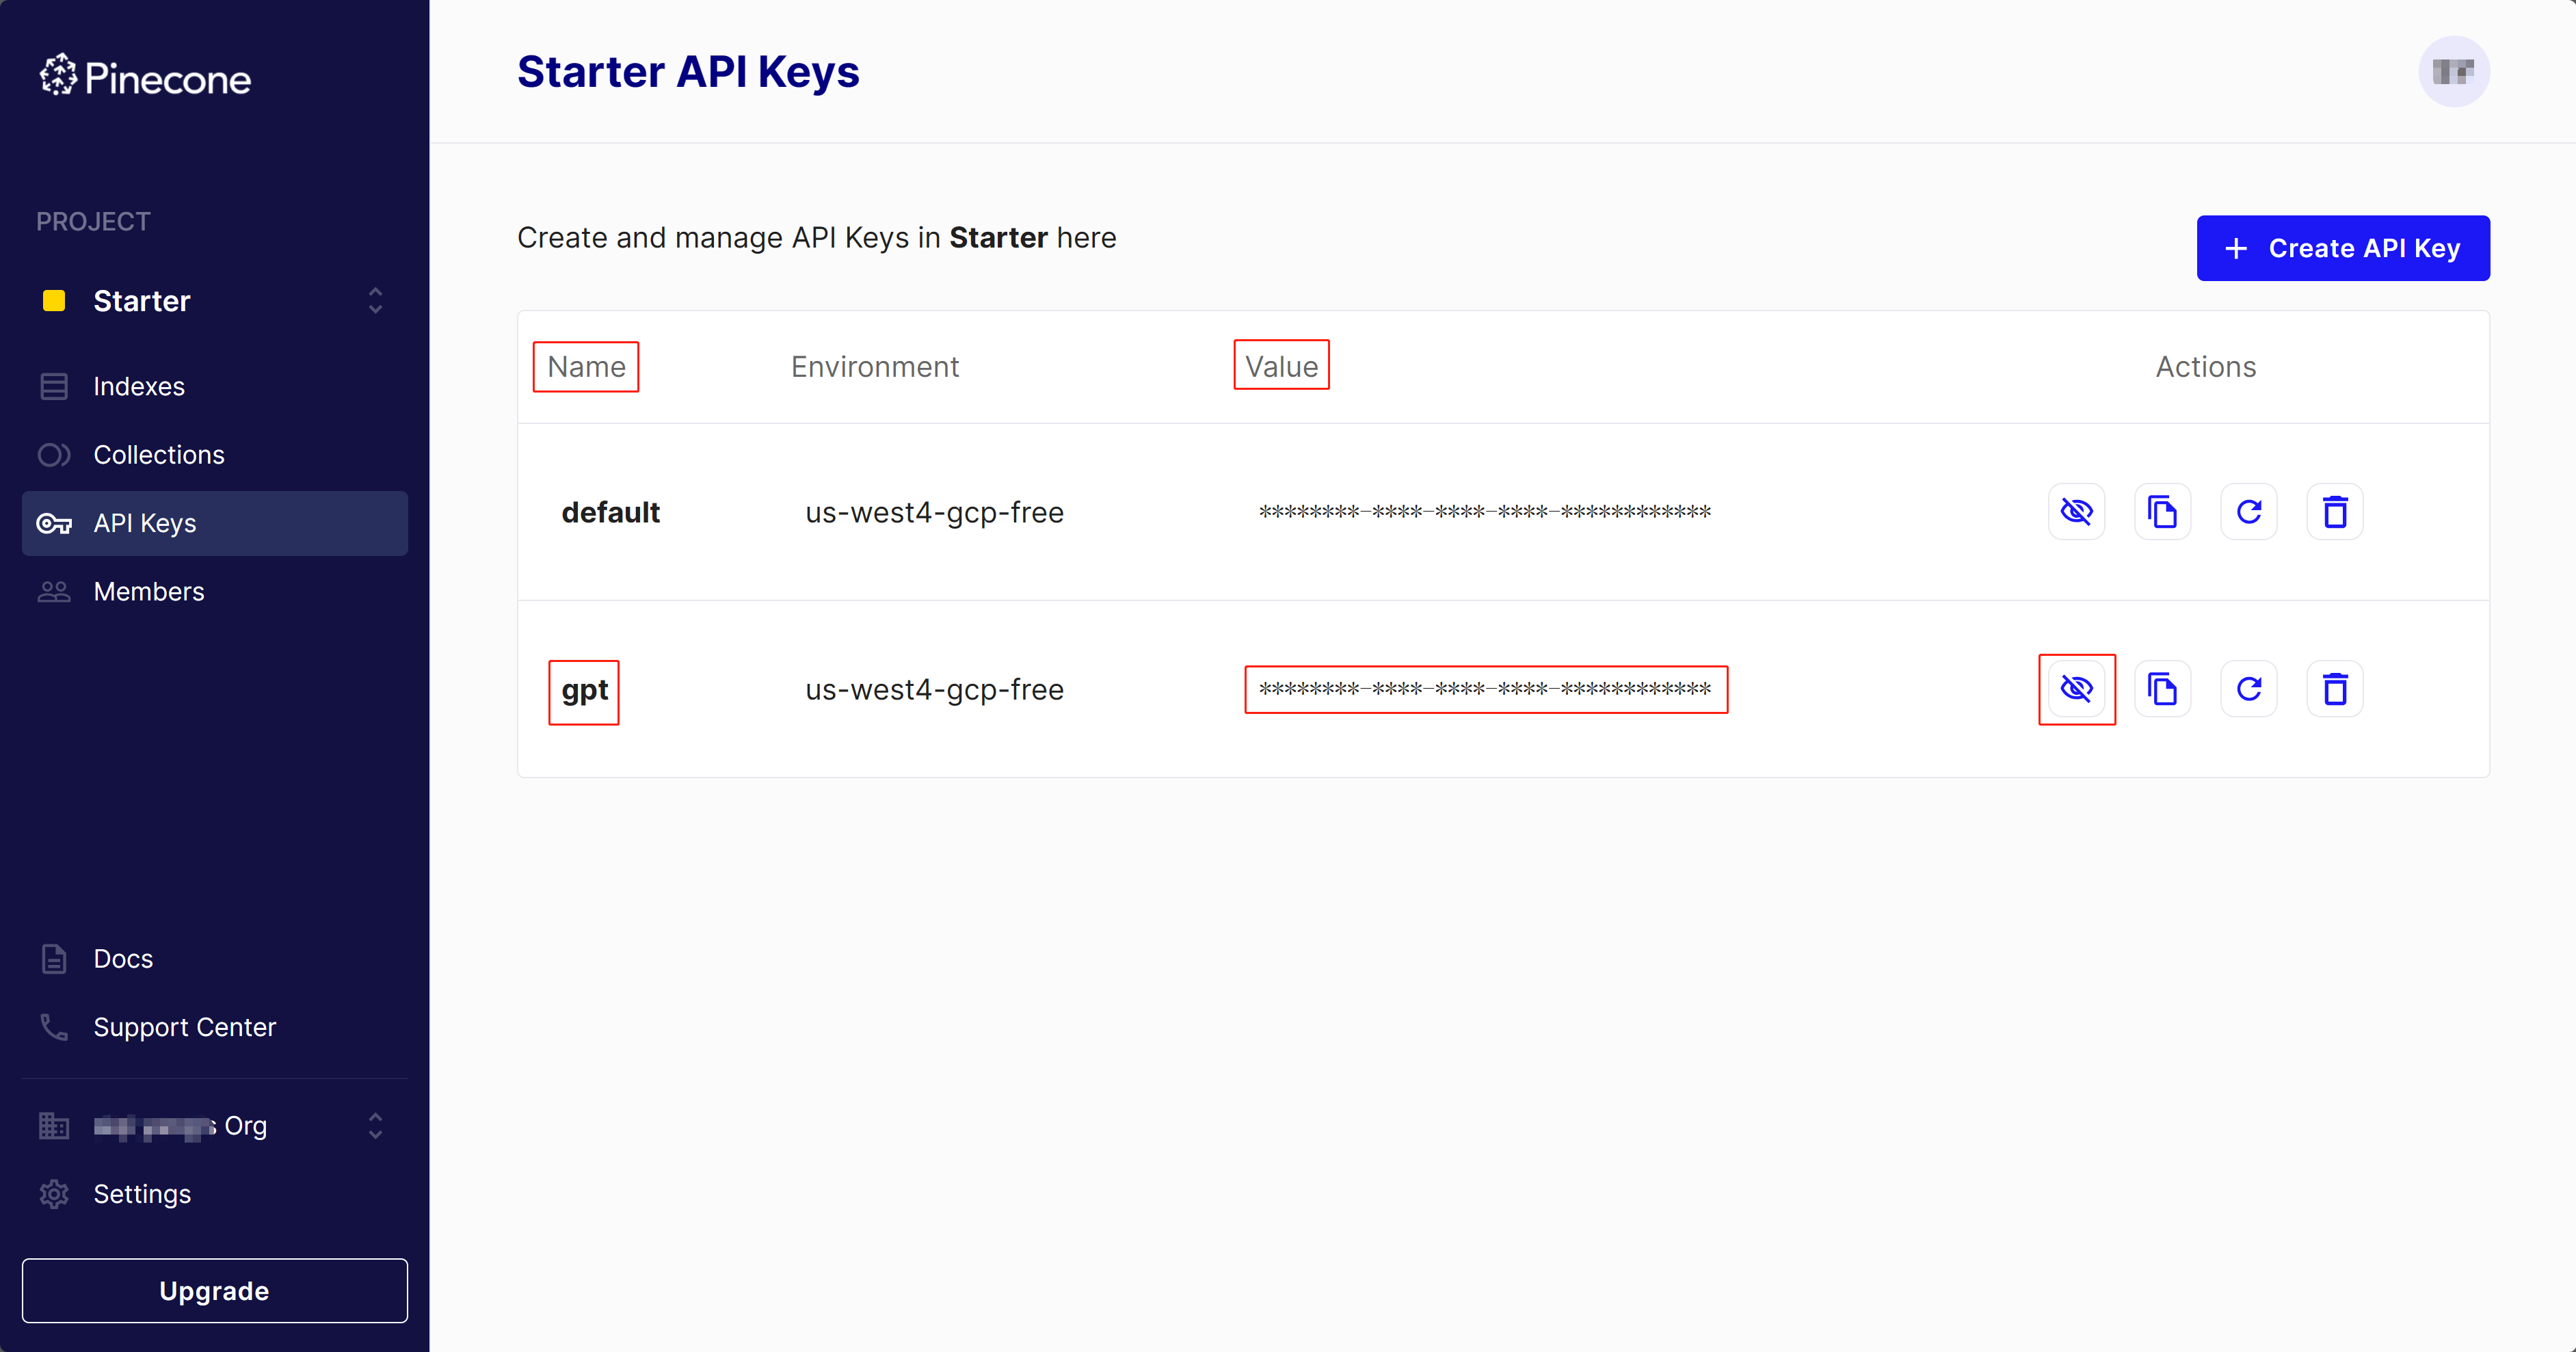 Pinecone
PROJECT
Starter
Indexes
Collections
API Keys
Members
Docs
Support Center
Org
Settings
Upgrade
Starter API Keys
Create and manage API Keys in Starter here
+ Create API Key
Name Environment Value Actions
default us-west4-gcp-free ********-****-****-****-************
gpt us-west4-gcp-free ********-****-****-****-************